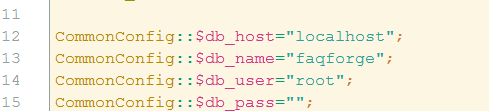 11
12 CommonConfig::$db_host="localhost";
13 CommonConfig::$db_name="faqforge";
14 CommonConfig::$db_user="root";
15 CommonConfig::$db_pass="";